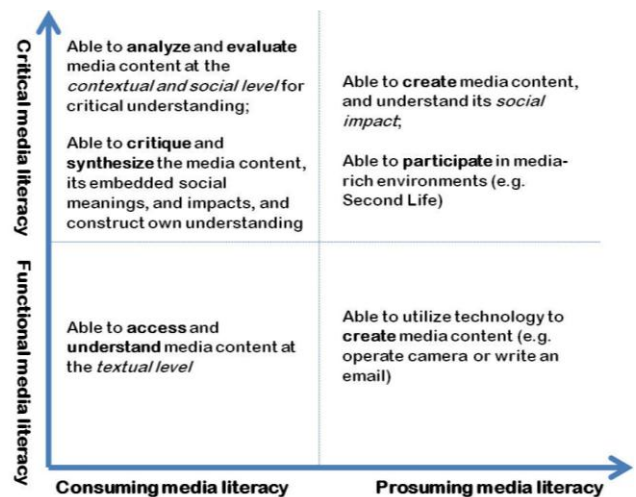 Critical media literacy
Able to analyze and evaluate
media content at the
contextual and social level for
critical understanding;
Able to critique and
synthesize the media content,
its embedded social
meanings, and impacts, and
construct own understanding
Able to create media content,
and understand its social
impact;
Able to participate in media-
rich environments (e.g.
Second Life)
Functional media literacy
Able to access and
understand media content at
the textual level
Able to utilize technology to
create media content (e.g.
operate camera or write an
email)
Consuming media literacy
Prosuming media literacy